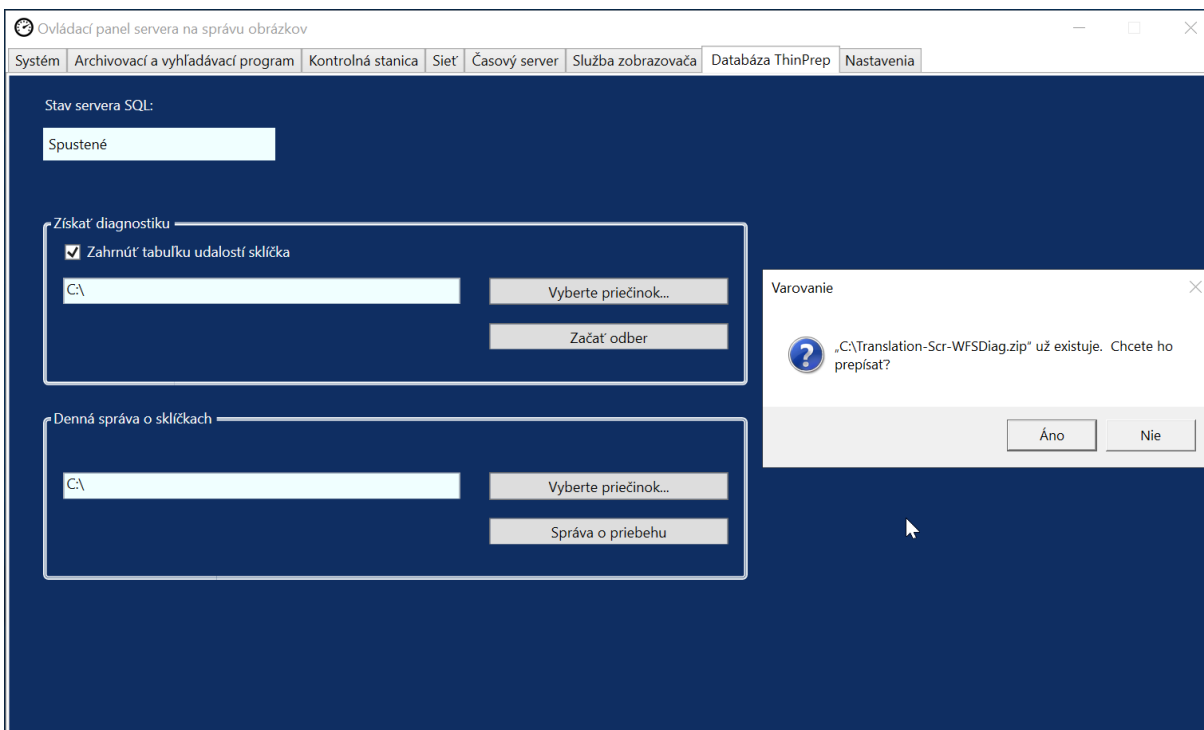 Ovládací panel servera na správu obrázkov
Systém Archivovací a vyhľadávací program Kontrolná stanica Sieť Časový server Služba zobrazovača Databáza ThinPrep Nastavenia
Stav servera SQL:
Spustené
Získať diagnostiku
Zahrnúť tabuľku udalostí sklíčka
C:\ Vyberte priečinok...
Začať odber
Denná správa o sklíčkach
C:\ Vyberte priečinok...
Správa o priebehu
Varovanie
„C:\Translation-Scr-WFSDiag.zip“ už existuje. Chcete ho
prepísať?
Áno Nie